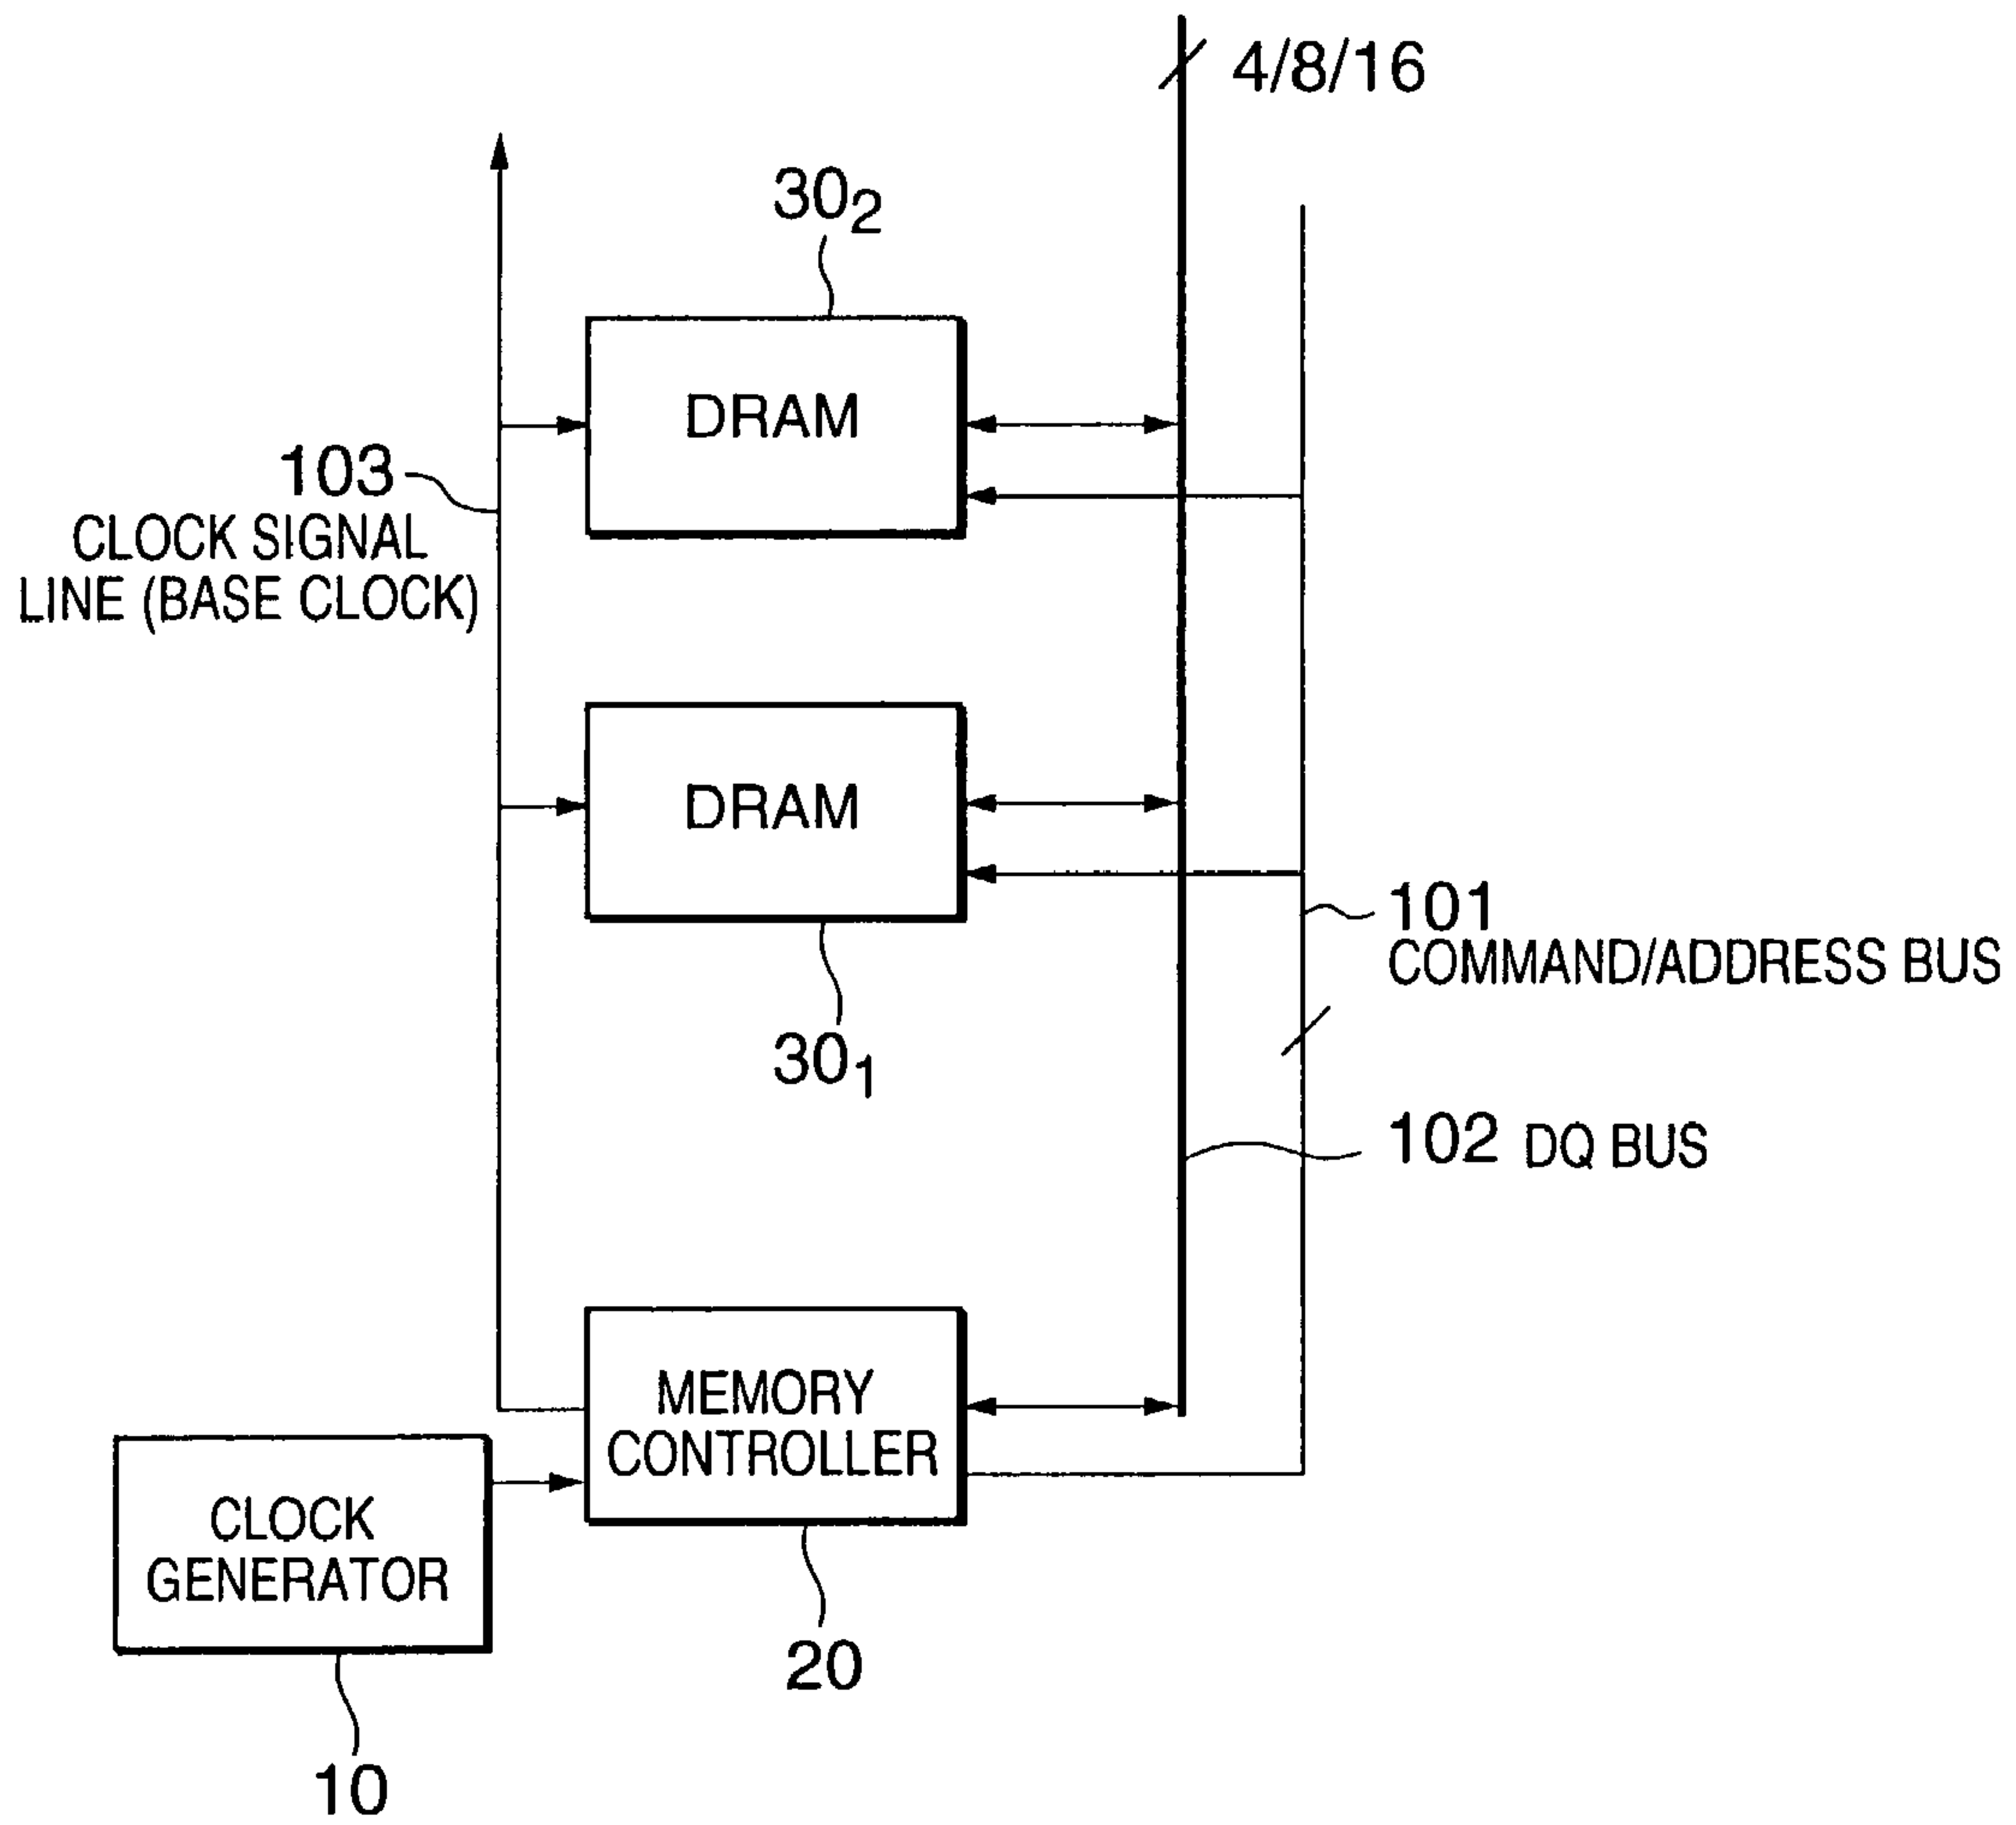 4/8/16
30₂
DRAM
103
CLOCK SIGNAL
LINE (BASE CLOCK)
DRAM
101
COMMAND/ADDRESS BUS
30₁
102 DQ BUS
MEMORY
CONTROLLER
CLOCK
GENERATOR
20
10